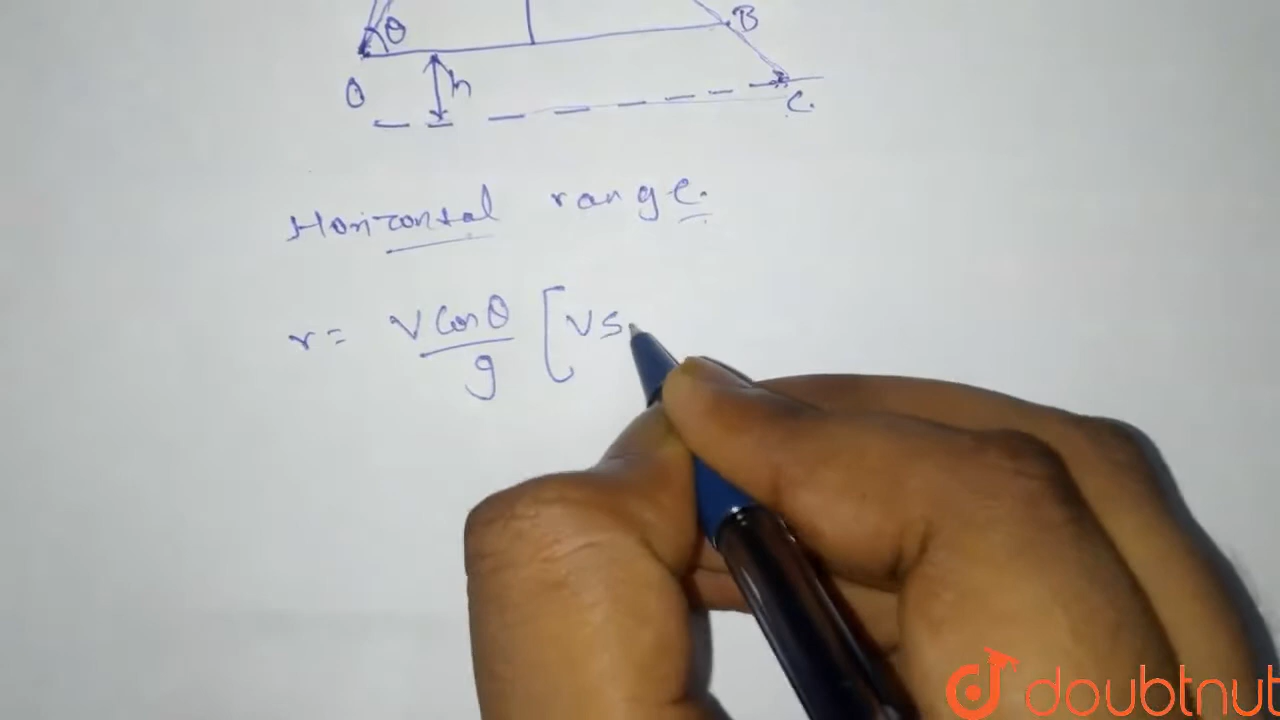 θ
B
O
h
C.
Horizontal range.
r = V Cos θ / g [ V S
doubtnut